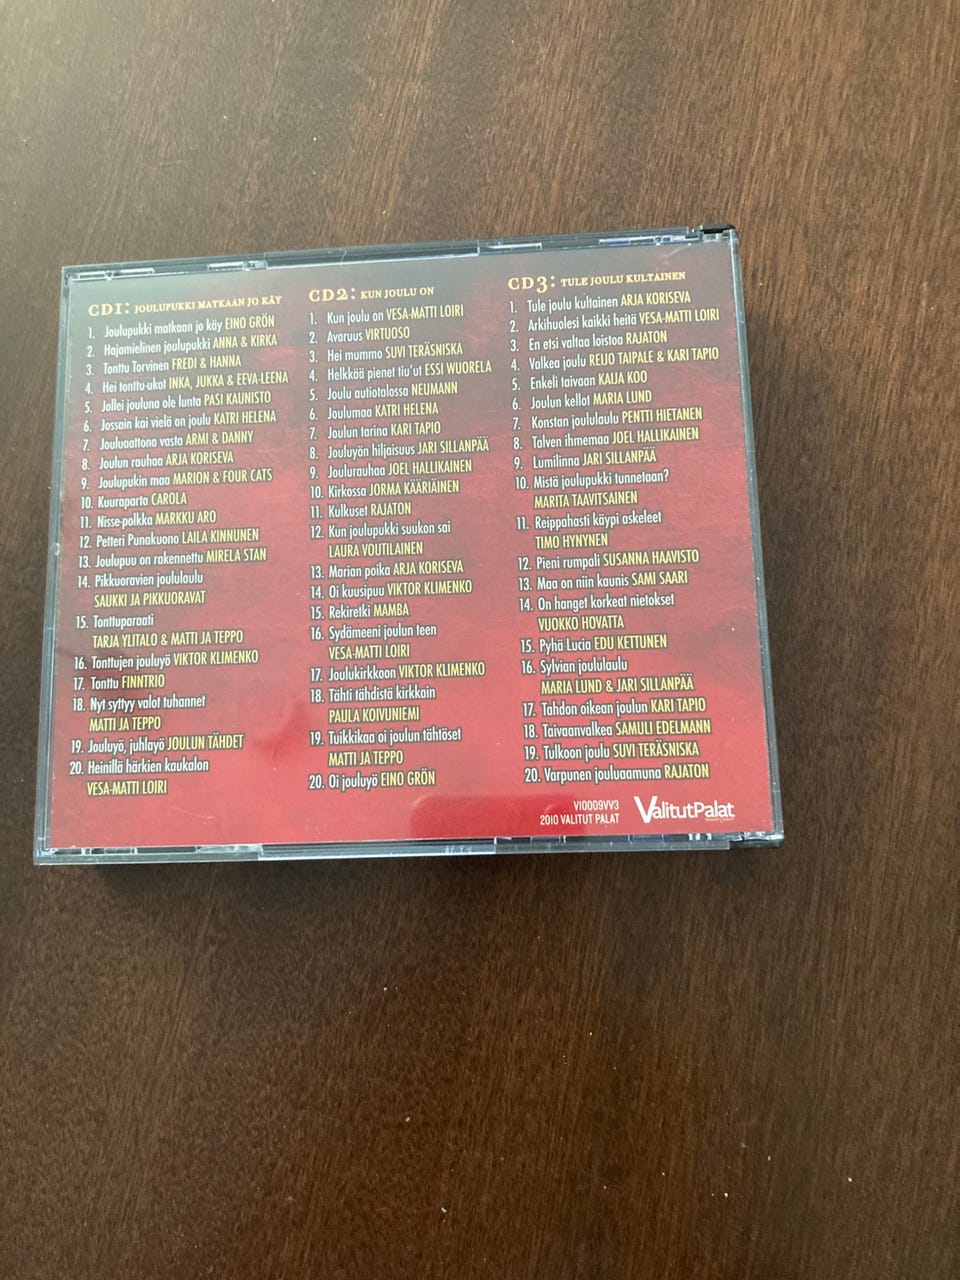 CD1: JOULUPUKKI MATKAAN JO KÄY
1. Joulupukki matkaan jo käy EINO GRÖN
2. Hajamielinen joulupukki ANNA & KIRKA
3. Tonttu Torvinen FREDI & HANNA
4. Hei tonttu-ukot INKA, JUKKA & EEVA-LEENA
5. Jollei jouluna ole lunta PASI KAUNISTO
6. Jossain kai vielä on joulu KATRI HELENA
7. Jouluaattona vasta ARMI & DANNY
8. Joulun rauhaa ARJA KORISEVA
9. Joulupukin maa MARION & FOUR CATS
10. Kuuraparta CAROLA
11. Nisse-polkka MARKKU ARO
12. Petteri Punakuono LAILA KINNUNEN
13. Joulupuu on rakennettu MIRELA STAN
14. Pikkuoravien joululaulu
SAUKKI JA PIKKUORAVAT
15. Tonttuparaati
TARJA YLITALO & MATTI JA TEPPO
16. Tonttujen jouluyö VIKTOR KLIMENKO
17. Tonttu FINNTRIO
18. Nyt syttyy valot tuhannet
MATTI JA TEPPO
19. Jouluyö, juhlayö JOULUN TÄHDET
20. Heinillä härkien kaukalon
VESA-MATTI LOIRI
CD2: KUN JOULU ON
1. Kun joulu on VESA-MATTI LOIRI
2. Avaruus VIRTUOSO
3. Hei mummo SUVI TERÄSNISKA
4. Helkkää pienet tiu'ut ESSI WUORELA
5. Joulu autiotalossa NEUMANN
6. Joulumaa KATRI HELENA
7. Joulun tarina KARI TAPIO
8. Jouluyön hiljaisuus JARI SILLANPÄÄ
9. Joulurauhaa JOEL HALLIKAINEN
10. Kirkossa JORMA KÄÄRIÄINEN
11. Kulkuset RAJATON
12. Kun joulupukki suukon sai
LAURA VOUTILAINEN
13. Marian poika ARJA KORISEVA
14. Oi kuusipuu VIKTOR KLIMENKO
15. Rekiretki MAMBA
16. Sydämeeni joulun teen
VESA-MATTI LOIRI
17. Joulukirkkoon VIKTOR KLIMENKO
18. Tähti tähdistä kirkkain
PAULA KOIVUNIEMI
19. Tuikkikaa oi joulun tähtöset
MATTI JA TEPPO
20. Oi jouluyö EINO GRÖN
CD3: TULE JOULU KULTAINEN
1. Tule joulu kultainen ARJA KORISEVA
2. Arkihuolesi kaikki heitä VESA-MATTI LOIRI
3. En etsi valtaa loistoa RAJATON
4. Valkea joulu REIJO TAIPALE & KARI TAPIO
5. Enkeli taivaan KAIJA KOO
6. Joulun kellot MARIA LUND
7. Konstan joululaulu PENTTI HIETANEN
8. Talven ihmemaa JOEL HALLIKAINEN
9. Lumilinna JARI SILLANPÄÄ
10. Mistä joulupukki tunnetaan?
MARITA TAAVITSAINEN
11. Reippahasti käypi askeleet
TIMO HYNYNEN
12. Pieni rumpali SUSANNA HAAVISTO
13. Maa on niin kaunis SAMI SAARI
14. On hanget korkeat nietokset
VUOKKO HOVATTA
15. Pyhä Lucia EDU KETTUNEN
16. Sylvian joululaulu
MARIA LUND & JARI SILLANPÄÄ
17. Tahdon oikean joulun KARI TAPIO
18. Taivaanvalkea SAMULI EDELMANN
19. Tulkoon joulu SUVI TERÄSNISKA
20. Varpunen jouluaamuna RAJATON
VI0009VV3
2010 VALITUT PALAT
ValitutPalat